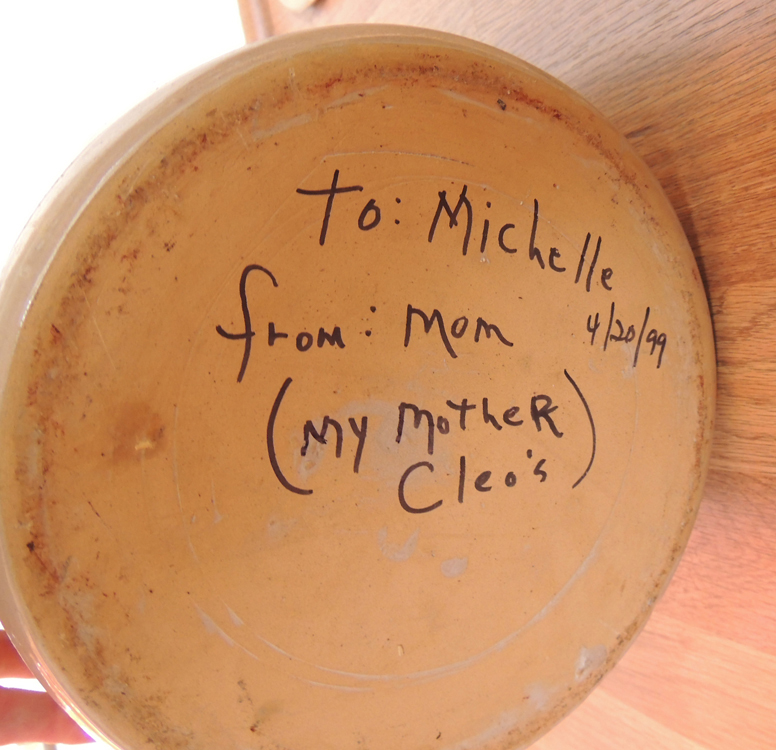 To: Michelle
from: Mom 4/20/99
(My MotheR
Cleo's)